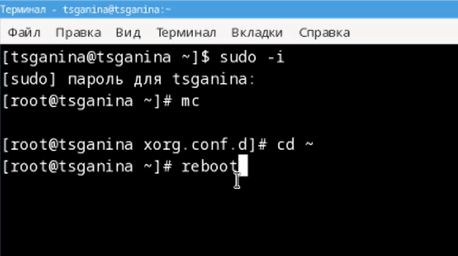 Терминал - tsganina@tsganina:~
Файл Правка Вид Терминал Вкладки Справка
[tsganina@tsganina ~]$ sudo -i
[sudo] пароль для tsganina:
[root@tsganina ~]# mc
[root@tsganina xorg.conf.d]# cd ~
[root@tsganina ~]# reboot